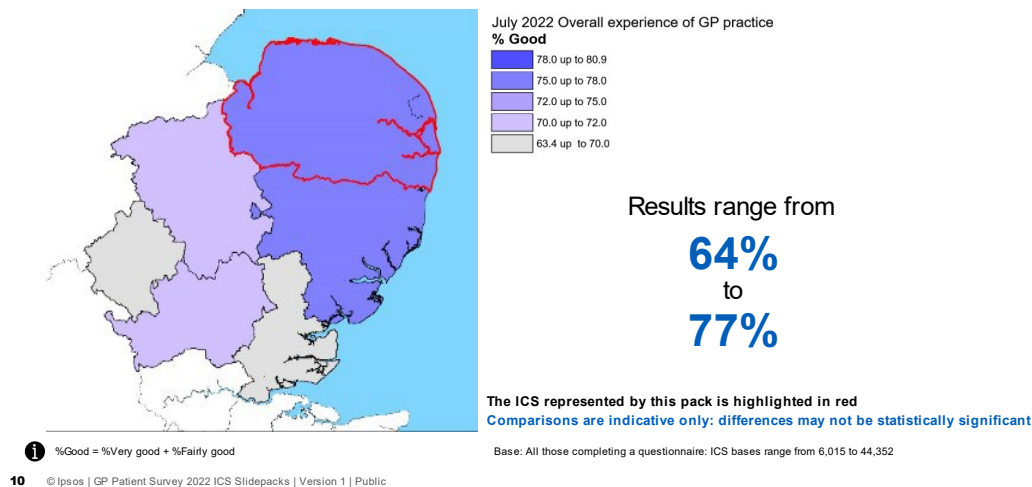 July 2022 Overall experience of GP practice
% Good
78.0 up to 80.9
75.0 up to 78.0
72.0 up to 75.0
70.0 up to 72.0
63.4 up to 70.0
Results range from
64%
to
77%
The ICS represented by this pack is highlighted in red
Comparisons are indicative only: differences may not be statistically significant
i %Good = %Very good + %Fairly good
Base: All those completing a questionnaire: ICS bases range from 6,015 to 44,352
10 © Ipsos | GP Patient Survey 2022 ICS Slidepacks | Version 1 | Public